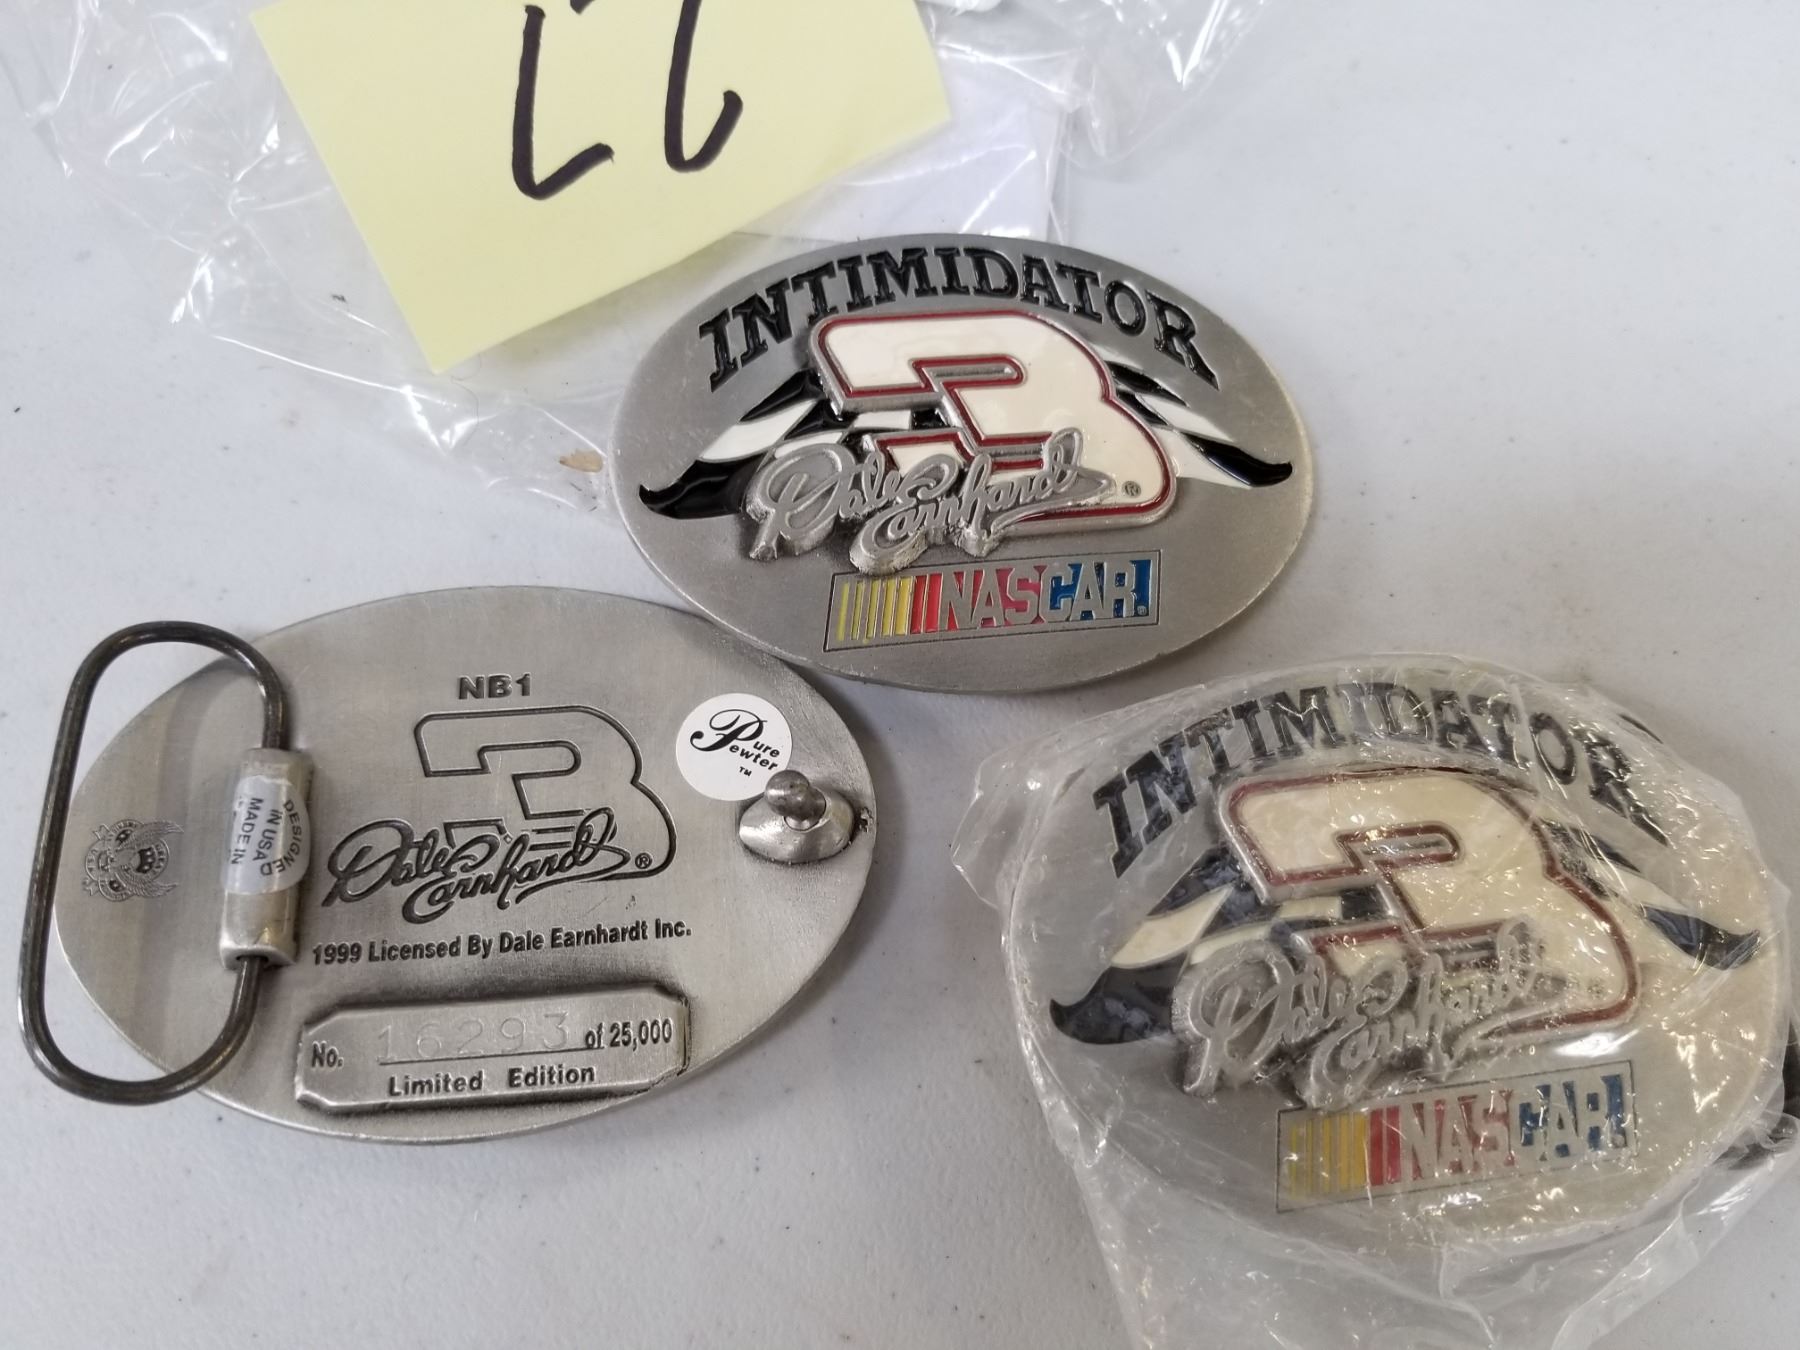 INTIMIDATOR
3
Dale Earnhardt ®
NASCAR®
NB1
3
Dale Earnhardt ®
1999 Licensed By Dale Earnhardt Inc.
No. 16293 of 25,000
Limited Edition
Pure
Pewter
TM
DESIGNED
IN USA
MADE IN
INTIMIDATOR
3
Dale Earnhardt
NASCAR